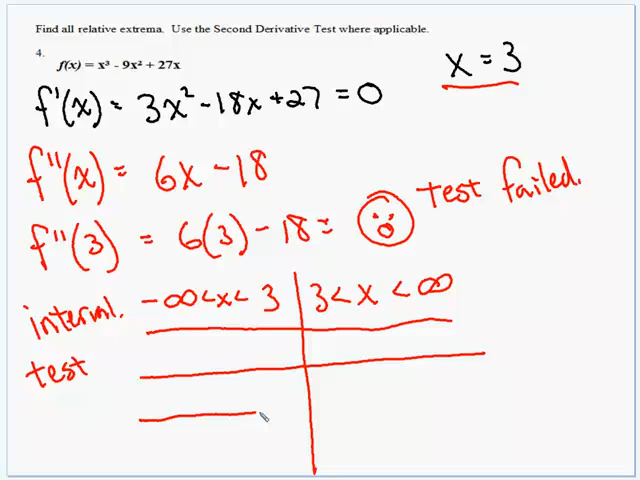 Find all relative extrema. Use the Second Derivative Test where applicable.
4.
f(x) = x³ - 9x² + 27x
x = 3
f'(x) = 3x² - 18x + 27 = 0
f''(x) = 6x - 18
f''(3) = 6(3) - 18 = test failed.
interval. -∞ < x < 3 3 < x < ∞
test